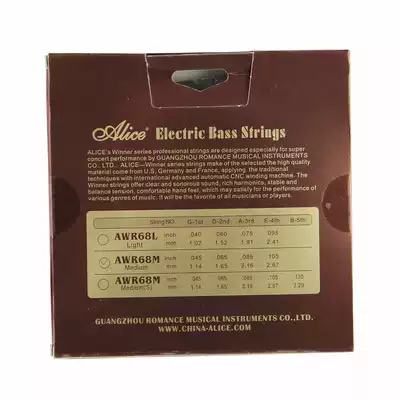 Alice® Electric Bass Strings
ALICE's Winner series professional strings are designed especially for super
concert performance by GUANGZHOU ROMANCE MUSICAL INSTRUMENTS
CO., LTD.. ALICE—Winner series strings make of the selected the high quality
material come from U.S, Germany and France, applying. the traditional
techniques with international advanced automatic CNC winding machine. The
Winner strings offer clear and sonorous sound, rich harmonics, stable and
balance tension, comfortable hand feel, which may satisfy for the performance of
various genres of music. It will be the favorite of all musicians or players.
String NO. G-1st D-2nd A-3rd E-4th B-5th
AWR68L inch .040 .060 .075 .095
Light mm 1.02 1.52 1.91 2.41
AWR68M inch .045 .065 .085 .105
Medium mm 1.14 1.65 2.16 2.67
AWR68M inch .045 .065 .085 .105 .130
Medium(5) mm 1.14 1.65 2.16 2.67
GUANGZHOU ROMANCE MUSICAL INSTRUMENTS CO., LTD.
WWW.CHINA-ALICE.COM